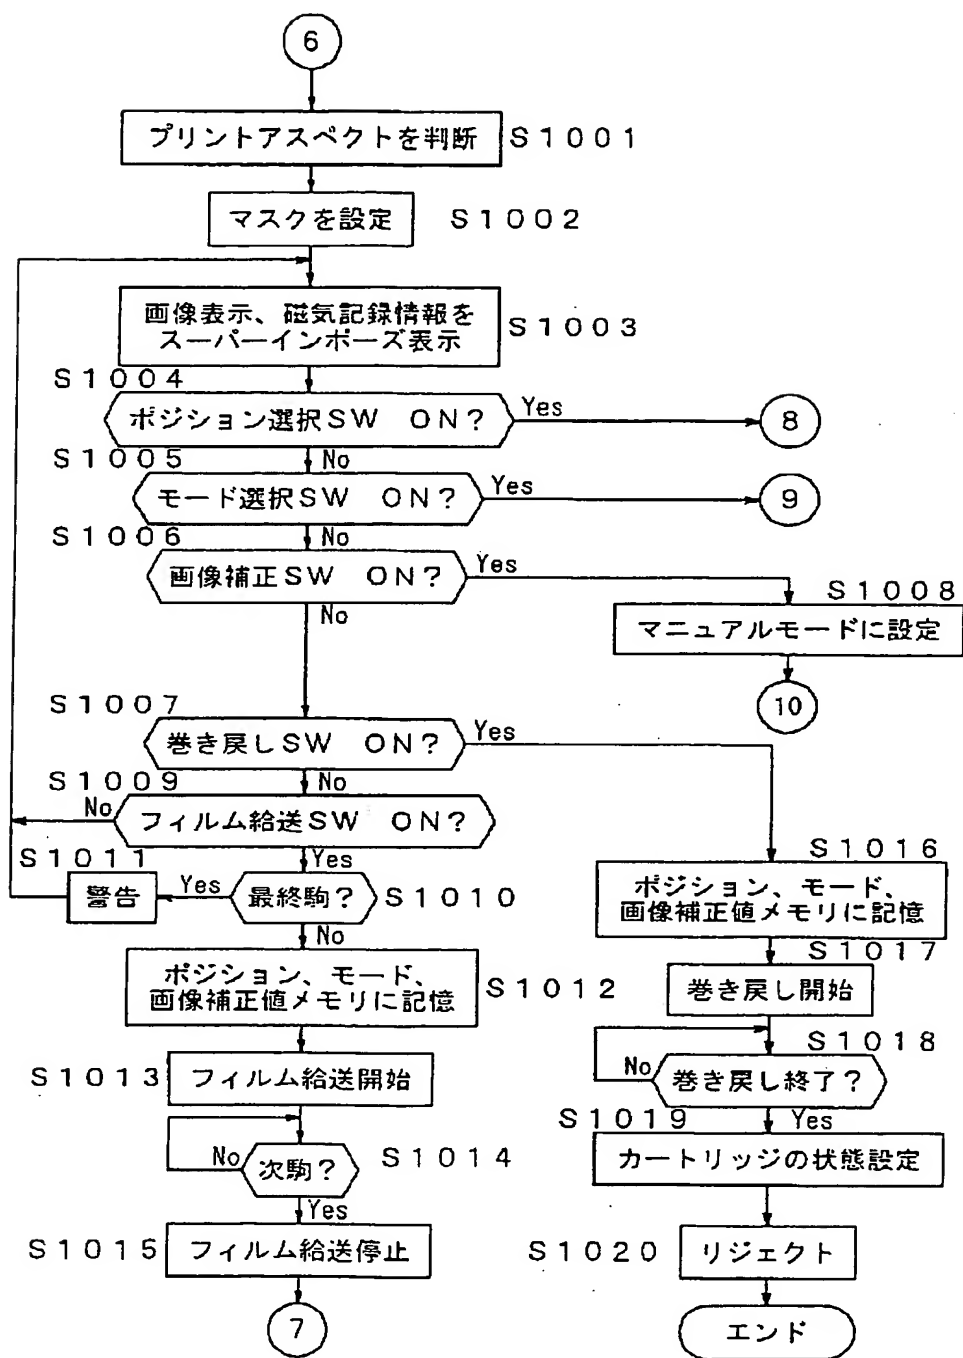 6
プリントアスペクトを判断 S1001
マスクを設定 S1002
画像表示、磁気記録情報を
スーパーインポーズ表示 S1003
S1004
ポジション選択SW ON? Yes 8
S1005 No
モード選択SW ON? Yes 9
S1006 No
画像補正SW ON? Yes
No
S1008
マニュアルモードに設定
10
S1007
巻き戻しSW ON? Yes
S1009 No
No フィルム給送SW ON?
S1011 Yes
警告 Yes 最終駒? S1010
No
ポジション、モード、
画像補正値メモリに記憶 S1012
S1013 フィルム給送開始
No 次駒? S1014
Yes
S1015 フィルム給送停止
7
S1016
ポジション、モード、
画像補正値メモリに記憶
S1017
巻き戻し開始
S1018
No 巻き戻し終了?
S1019 Yes
カートリッジの状態設定
S1020 リジェクト
エンド